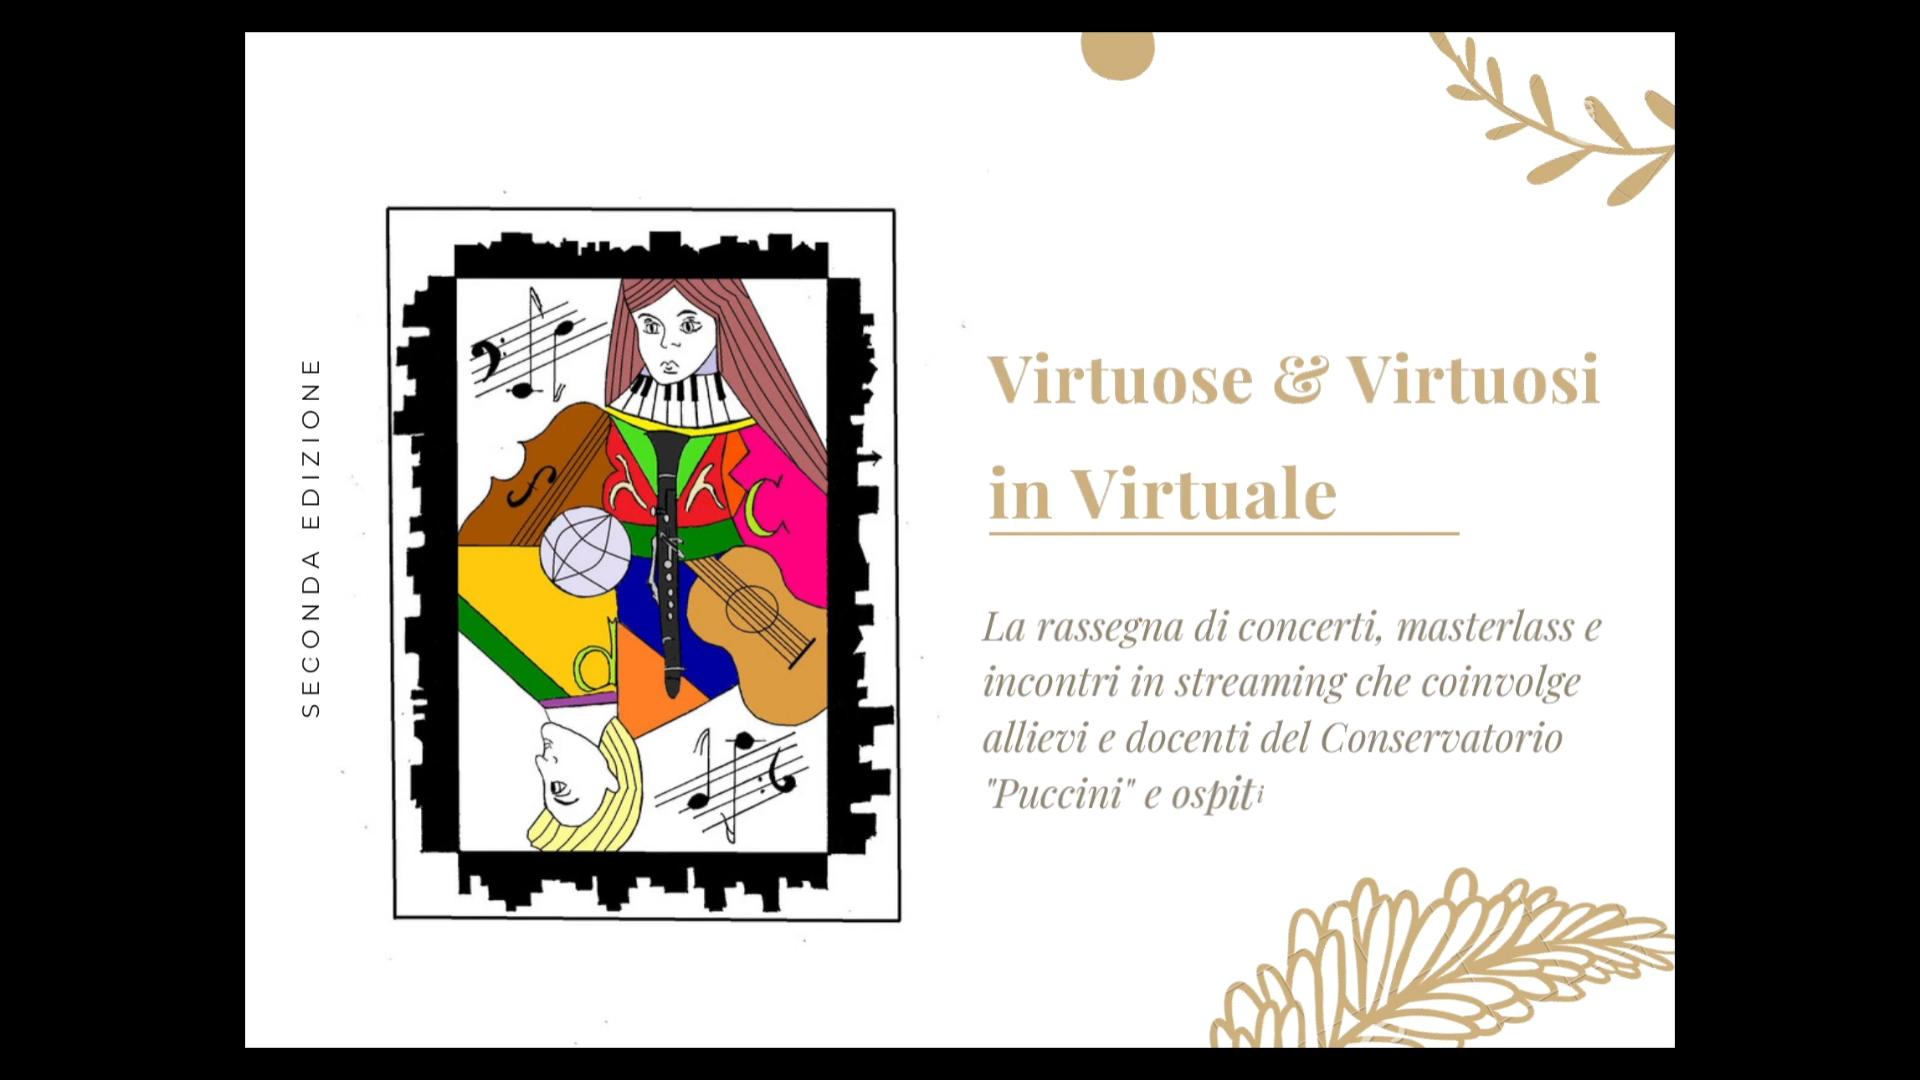 SECONDA EDIZIONE
Virtuose & Virtuosi
in Virtuale
La rassegna di concerti, masterlass e
incontri in streaming che coinvolge
allievi e docenti del Conservatorio
"Puccini" e ospiti